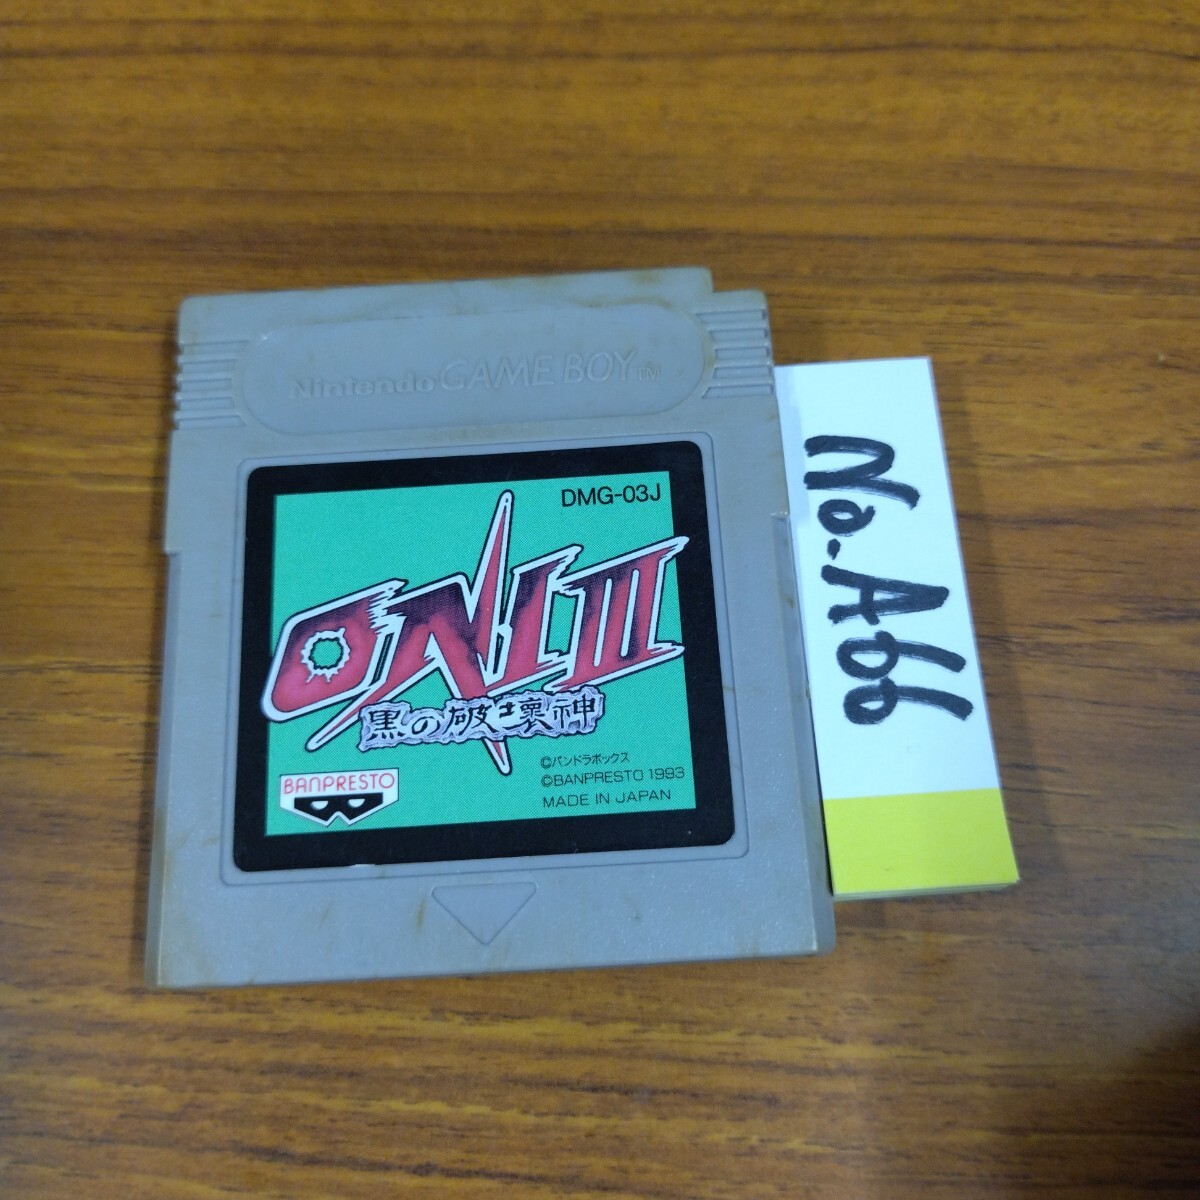 Nintendo GAME BOY TM
DMG-03J
ONI III
黒の破壊神
BANPRESTO
©パンドラボックス
©BANPRESTO 1993
MADE IN JAPAN
No.A66